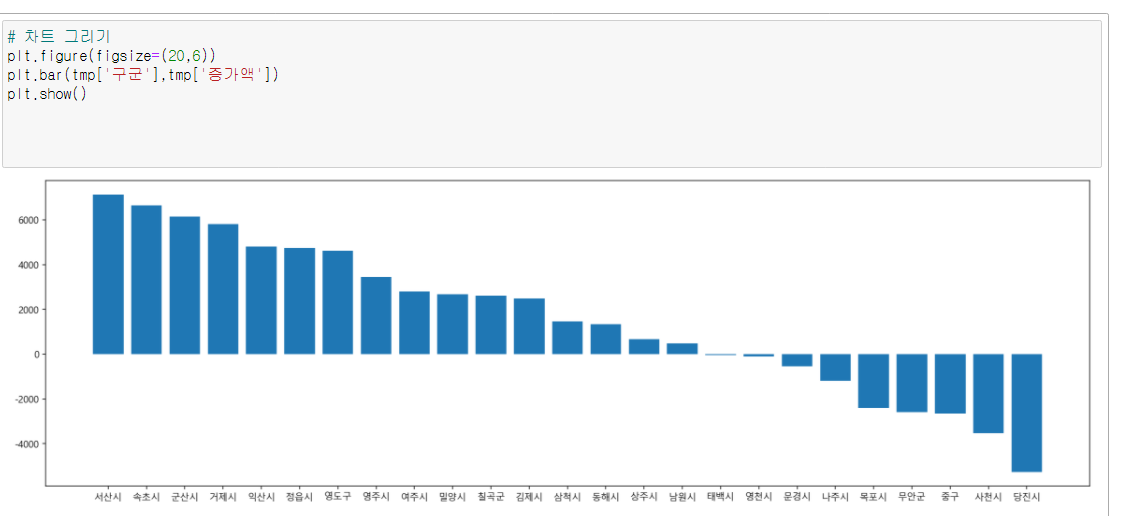 # 차트 그리기
plt.figure(figsize=(20,6))
plt.bar(tmp['구군'],tmp['증가액'])
plt.show()
6000
4000
2000
0
-2000
-4000
서산시 속초시 군산시 거제시 익산시 정읍시 영도구 영주시 여주시 밀양시 칠곡군 김제시 삼척시 동해시 상주시 남원시 태백시 영천시 문경시 나주시 목포시 무안군 중구 사천시 당진시